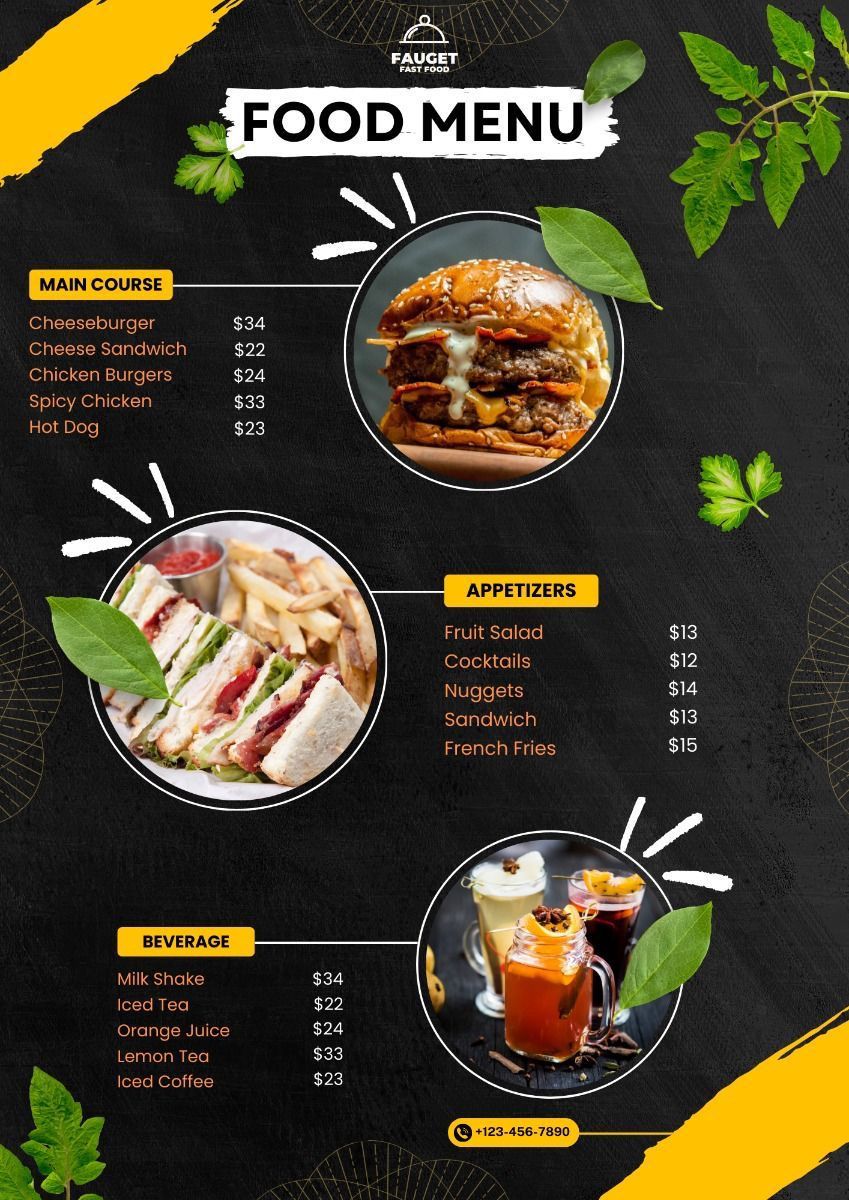 FAUGET
FAST FOOD
FOOD MENU
MAIN COURSE
Cheeseburger $34
Cheese Sandwich $22
Chicken Burgers $24
Spicy Chicken $33
Hot Dog $23
APPETIZERS
Fruit Salad $13
Cocktails $12
Nuggets $14
Sandwich $13
French Fries $15
BEVERAGE
Milk Shake $34
Iced Tea $22
Orange Juice $24
Lemon Tea $33
Iced Coffee $23
+123-456-7890